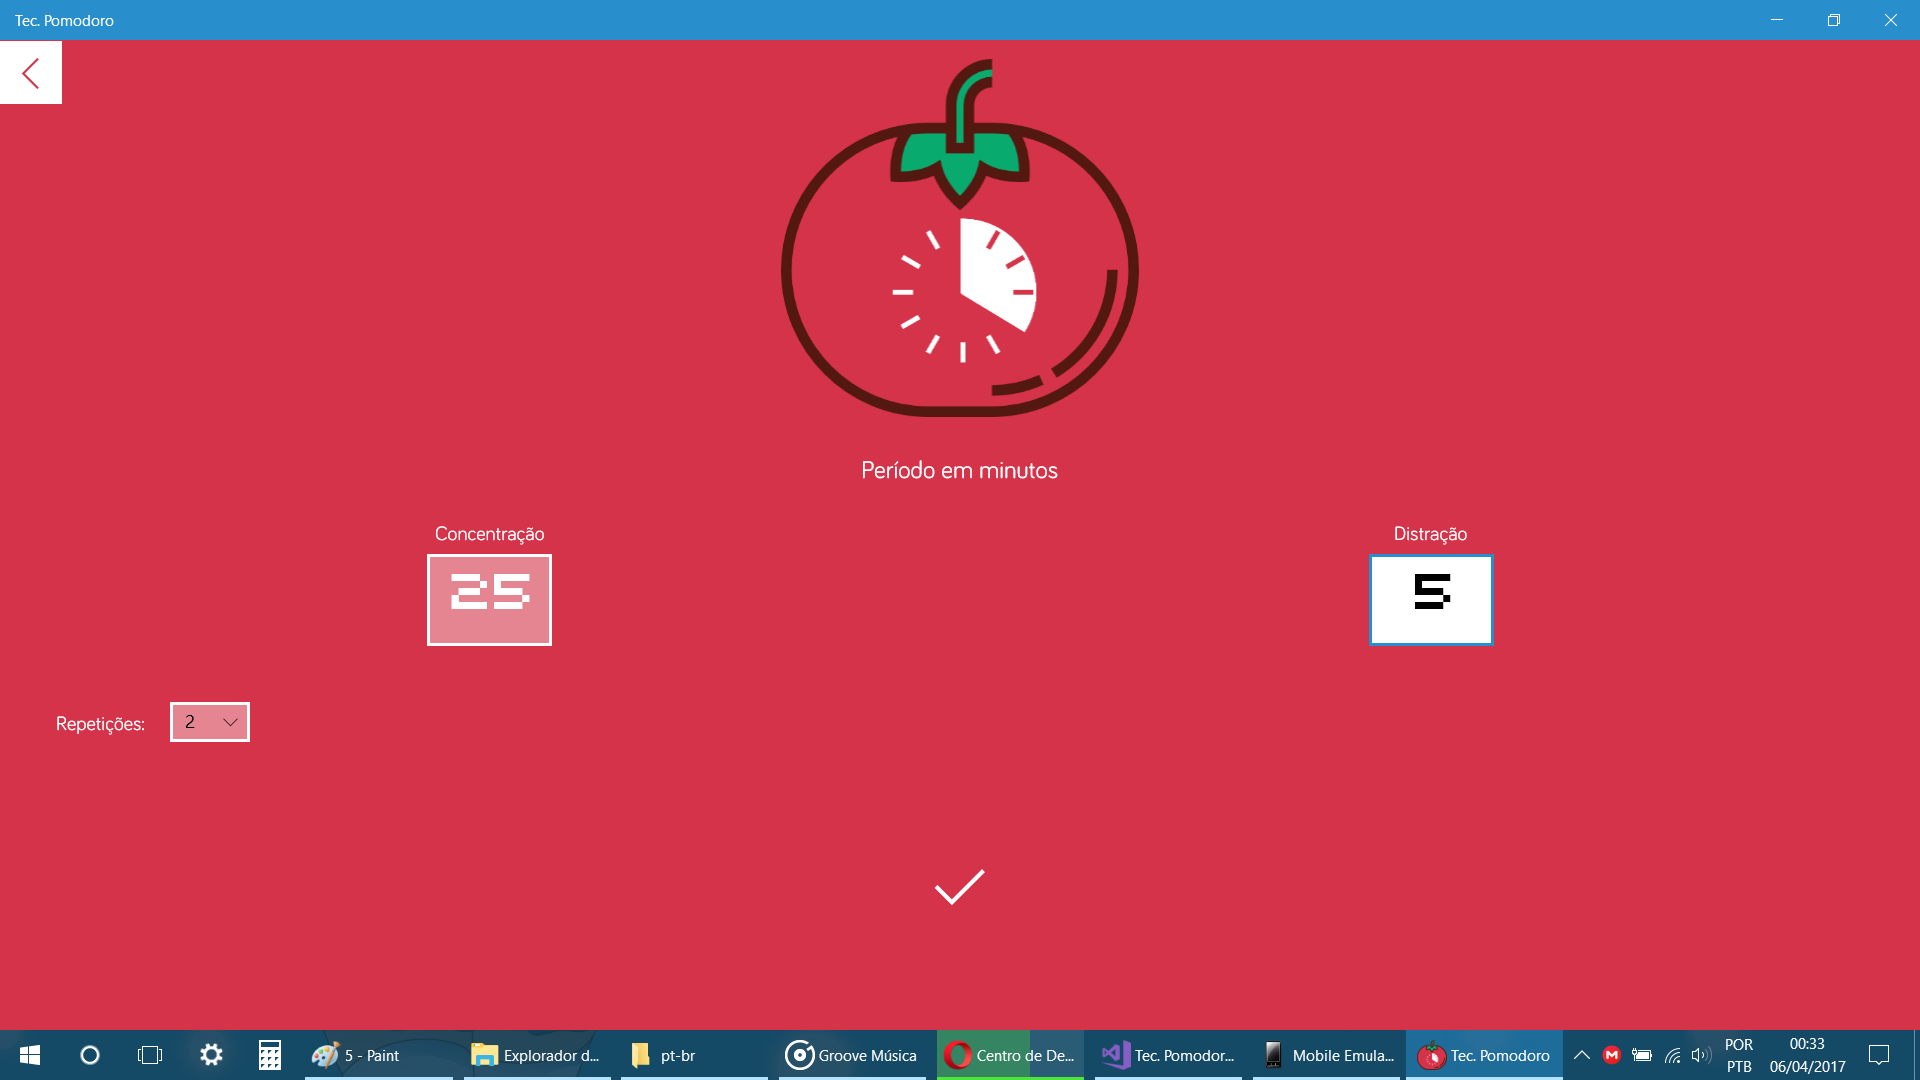 Tec. Pomodoro
Período em minutos
Concentração
Distração
25
5
Repetições:
2
5 - Paint
Explorador d...
pt-br
Groove Música
Centro de De...
Tec. Pomodor...
Mobile Emula...
Tec. Pomodoro
POR
PTB
00:33
06/04/2017